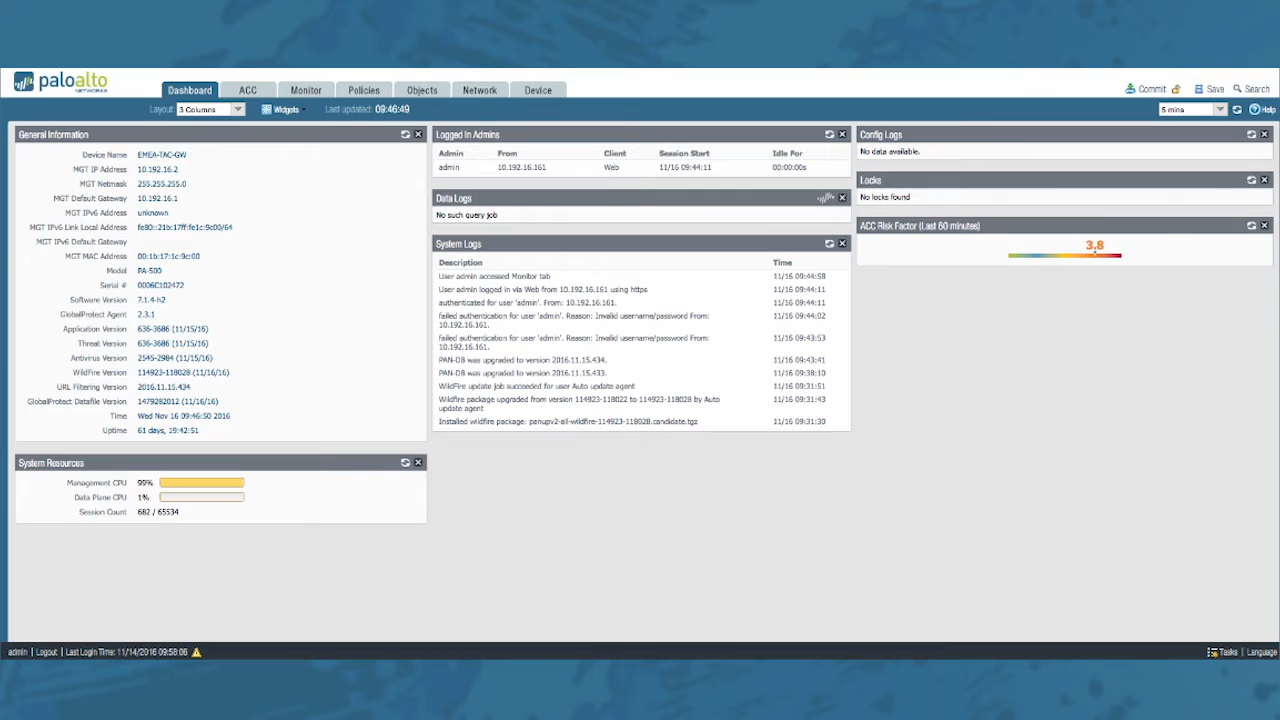 paloalto
NETWORKS
Dashboard ACC Monitor Policies Objects Network Device
Commit Save Search
Layout 3 Columns Widgets Last updated: 09:46:49 5 mins Help
General Information
Device Name EMEA-TAC-GW
MGT IP Address 10.192.16.2
MGT Netmask 255.255.255.0
MGT Default Gateway 10.192.16.1
MGT IPv6 Address unknown
MGT IPv6 Link Local Address fe80::21b:17ff:fe1c:9c00/64
MGT IPv6 Default Gateway
MGT MAC Address 00:1b:17:1c:9c:00
Model PA-500
Serial # 0006C102472
Software Version 7.1.4-h2
GlobalProtect Agent 2.3.1
Application Version 636-3686 (11/15/16)
Threat Version 636-3686 (11/15/16)
Antivirus Version 2545-2984 (11/15/16)
WildFire Version 114923-118028 (11/16/16)
URL Filtering Version 2016.11.15.434
GlobalProtect Datafile Version 1479282012 (11/16/16)
Time Wed Nov 16 09:46:50 2016
Uptime 61 days, 19:42:51
System Resources
Management CPU 99%
Data Plane CPU 1%
Session Count 682 / 65534
Logged In Admins
Admin From Client Session Start Idle For
admin 10.192.16.161 Web 11/16 09:44:11 00:00:00s
Data Logs
No such query job
System Logs
Description Time
User admin accessed Monitor tab 11/16 09:44:58
User admin logged in via Web from 10.192.16.161 using https 11/16 09:44:11
authenticated for user 'admin'. From: 10.192.16.161. 11/16 09:44:11
failed authentication for user 'admin'. Reason: Invalid username/password From: 11/16 09:44:02
10.192.16.161.
failed authentication for user 'admin'. Reason: Invalid username/password From: 11/16 09:43:53
10.192.16.161.
PAN-DB was upgraded to version 2016.11.15.434. 11/16 09:43:41
PAN-DB was upgraded to version 2016.11.15.433. 11/16 09:38:10
WildFire update job succeeded for user Auto update agent 11/16 09:31:51
Wildfire package upgraded from version 114923-118022 to 114923-118028 by Auto 11/16 09:31:43
update agent
Installed wildfire package: panupv2-all-wildfire-114923-118028.candidate.tgz 11/16 09:31:30
Config Logs
No data available.
Locks
No locks found
ACC Risk Factor (Last 60 minutes)
3.8
admin | Logout | Last Login Time: 11/14/2016 09:58:06 Tasks | Language